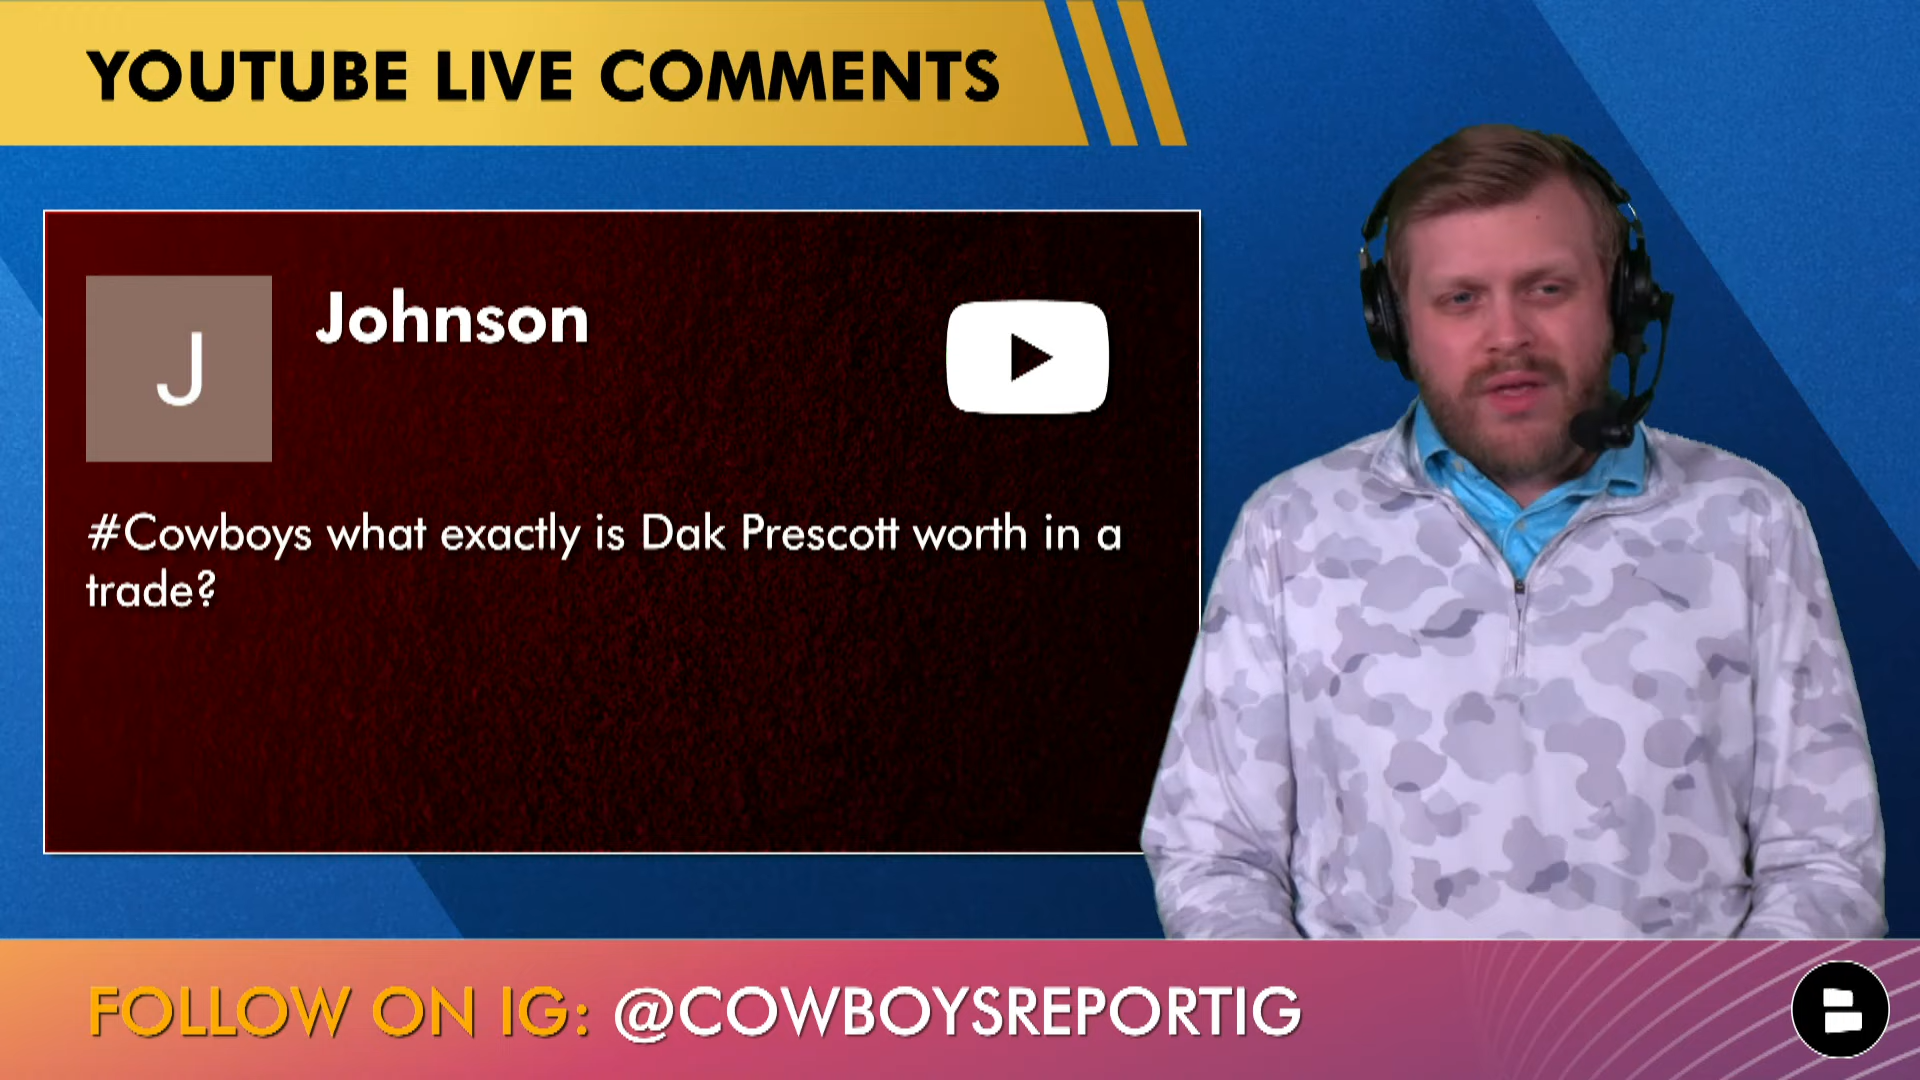 YOUTUBE LIVE COMMENTS
J
Johnson
#Cowboys what exactly is Dak Prescott worth in a
trade?
FOLLOW ON IG: @COWBOYSREPORTIG